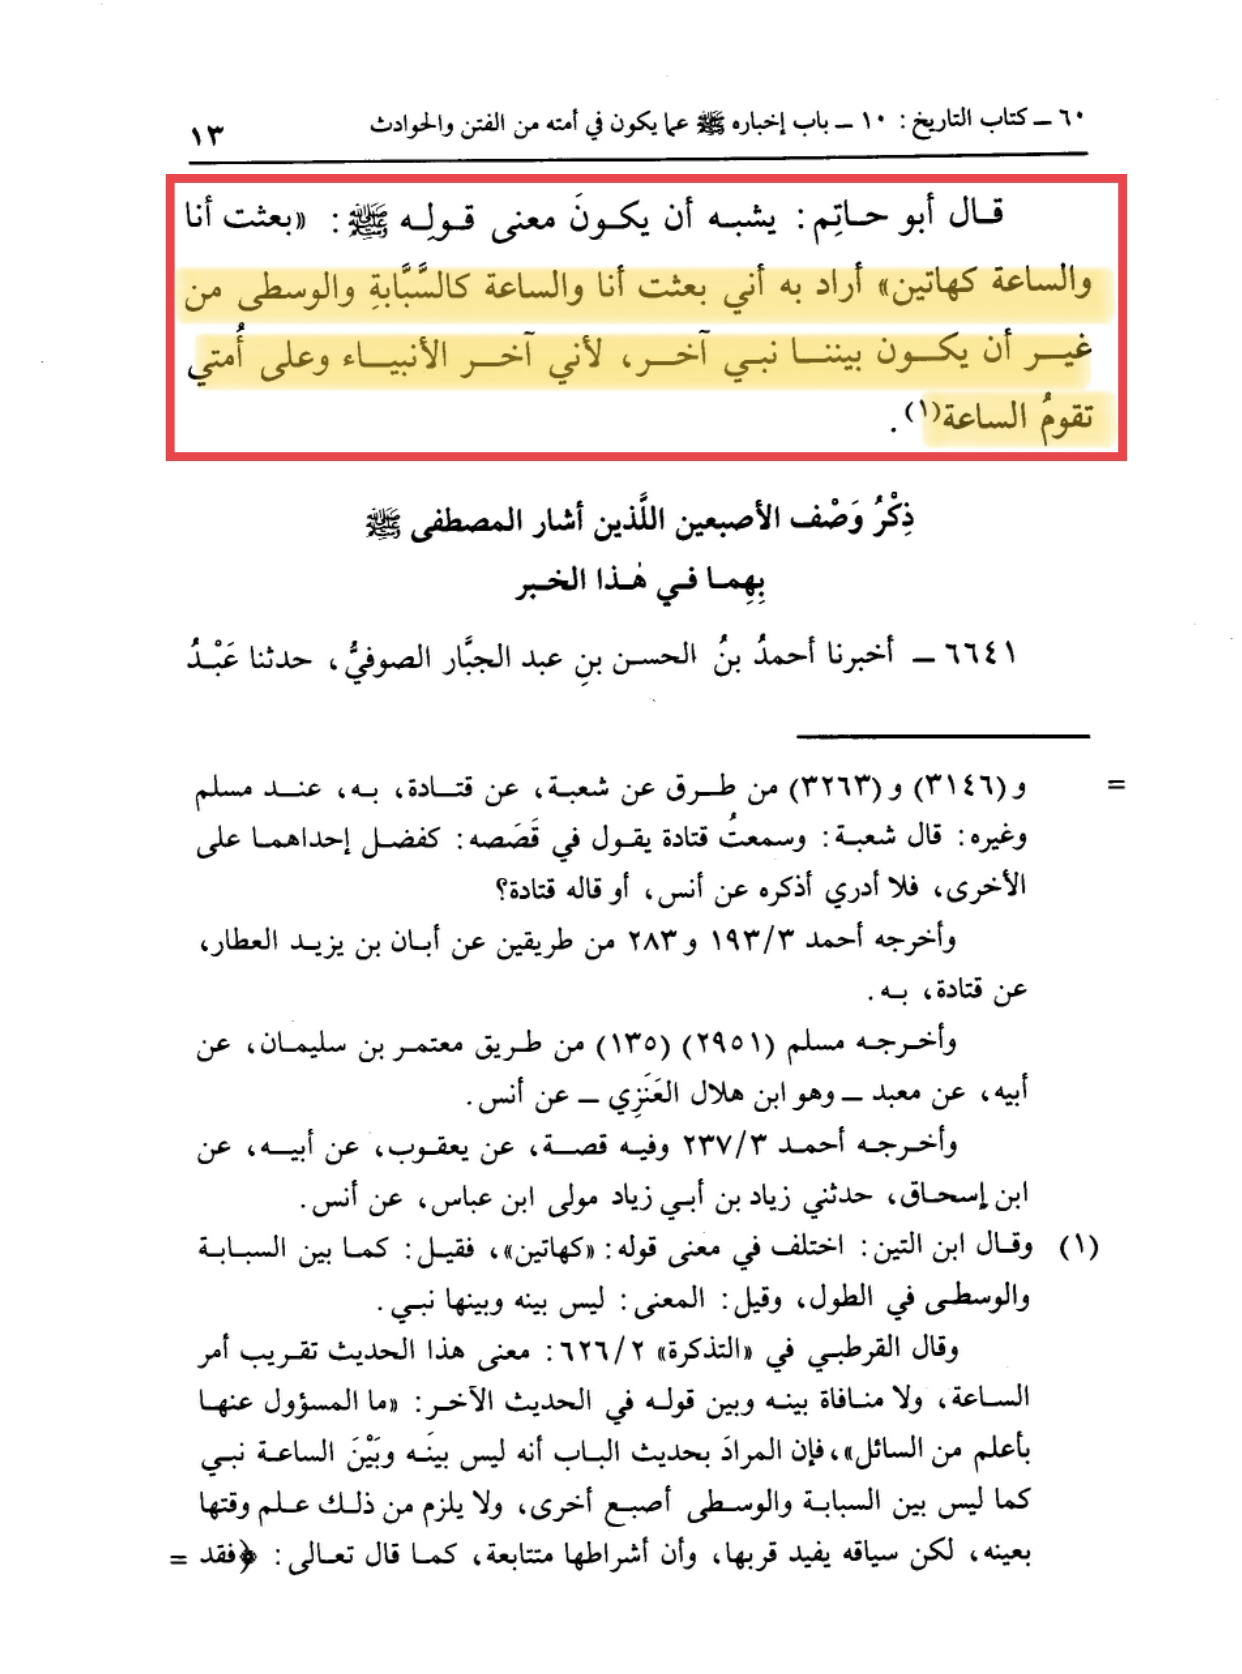 ٦٠ ــ كتاب التاريخ: ١٠ ــ باب إخباره ﷺ عما يكون في أمته من الفتن والحوادث
١٣
قال أبو حاتِم: يشبه أن يكونَ معنى قولِه ﷺ: «بعثت أنا
والساعة كهاتين» أراد به أني بعثت أنا والساعة كالسَّبَّابةِ والوسطى من
غير أن يكون بيننا نبي آخر، لأني آخر الأنبياء وعلى أُمتي
تقومُ الساعة(١).
ذِكْرُ وَصْف الأصبعين اللَّذين أشار المصطفى ﷺ
بِهِما في هٰذا الخبر
٦٦٤١ ــ أخبرنا أحمدُ بنُ الحسن بنِ عبد الجبَّار الصوفيُّ، حدثنا عَبْدُ
= و (٣١٤٦) و (٣٢٦٣) من طرق عن شعبة، عن قتادة، به، عند مسلم
وغيره: قال شعبة: وسمعتُ قتادة يقول في قَصَصه: كفضل إحداهما على
الأخرى، فلا أدري أذكره عن أنس، أو قاله قتادة؟
وأخرجه أحمد ١٩٣/٣ و ٢٨٣ من طريقين عن أبان بن يزيد العطار،
عن قتادة، به.
وأخرجه مسلم (٢٩٥١) (١٣٥) من طريق معتمر بن سليمان، عن
أبيه، عن معبد ــ وهو ابن هلال العَنَزِي ــ عن أنس.
وأخرجه أحمد ٢٣٧/٣ وفيه قصة، عن يعقوب، عن أبيه، عن
ابن إسحاق، حدثني زياد بن أبي زياد مولى ابن عباس، عن أنس.
(١) وقال ابن التين: اختلف في معنى قوله: «كهاتين»، فقيل: كما بين السبابة
والوسطى في الطول، وقيل: المعنى: ليس بينه وبينها نبي.
وقال القرطبي في «التذكرة» ٦٢٦/٢: معنى هذا الحديث تقريب أمر
الساعة، ولا منافاة بينه وبين قوله في الحديث الآخر: «ما المسؤول عنها
بأعلم من السائل»، فإن المرادَ بحديث الباب أنه ليس بينَه وبَيْنَ الساعة نبي
كما ليس بين السبابة والوسطى أصبع أخرى، ولا يلزم من ذلك علم وقتها
بعينه، لكن سياقه يفيد قربها، وأن أشراطها متتابعة، كما قال تعالى: ﴿فقد =